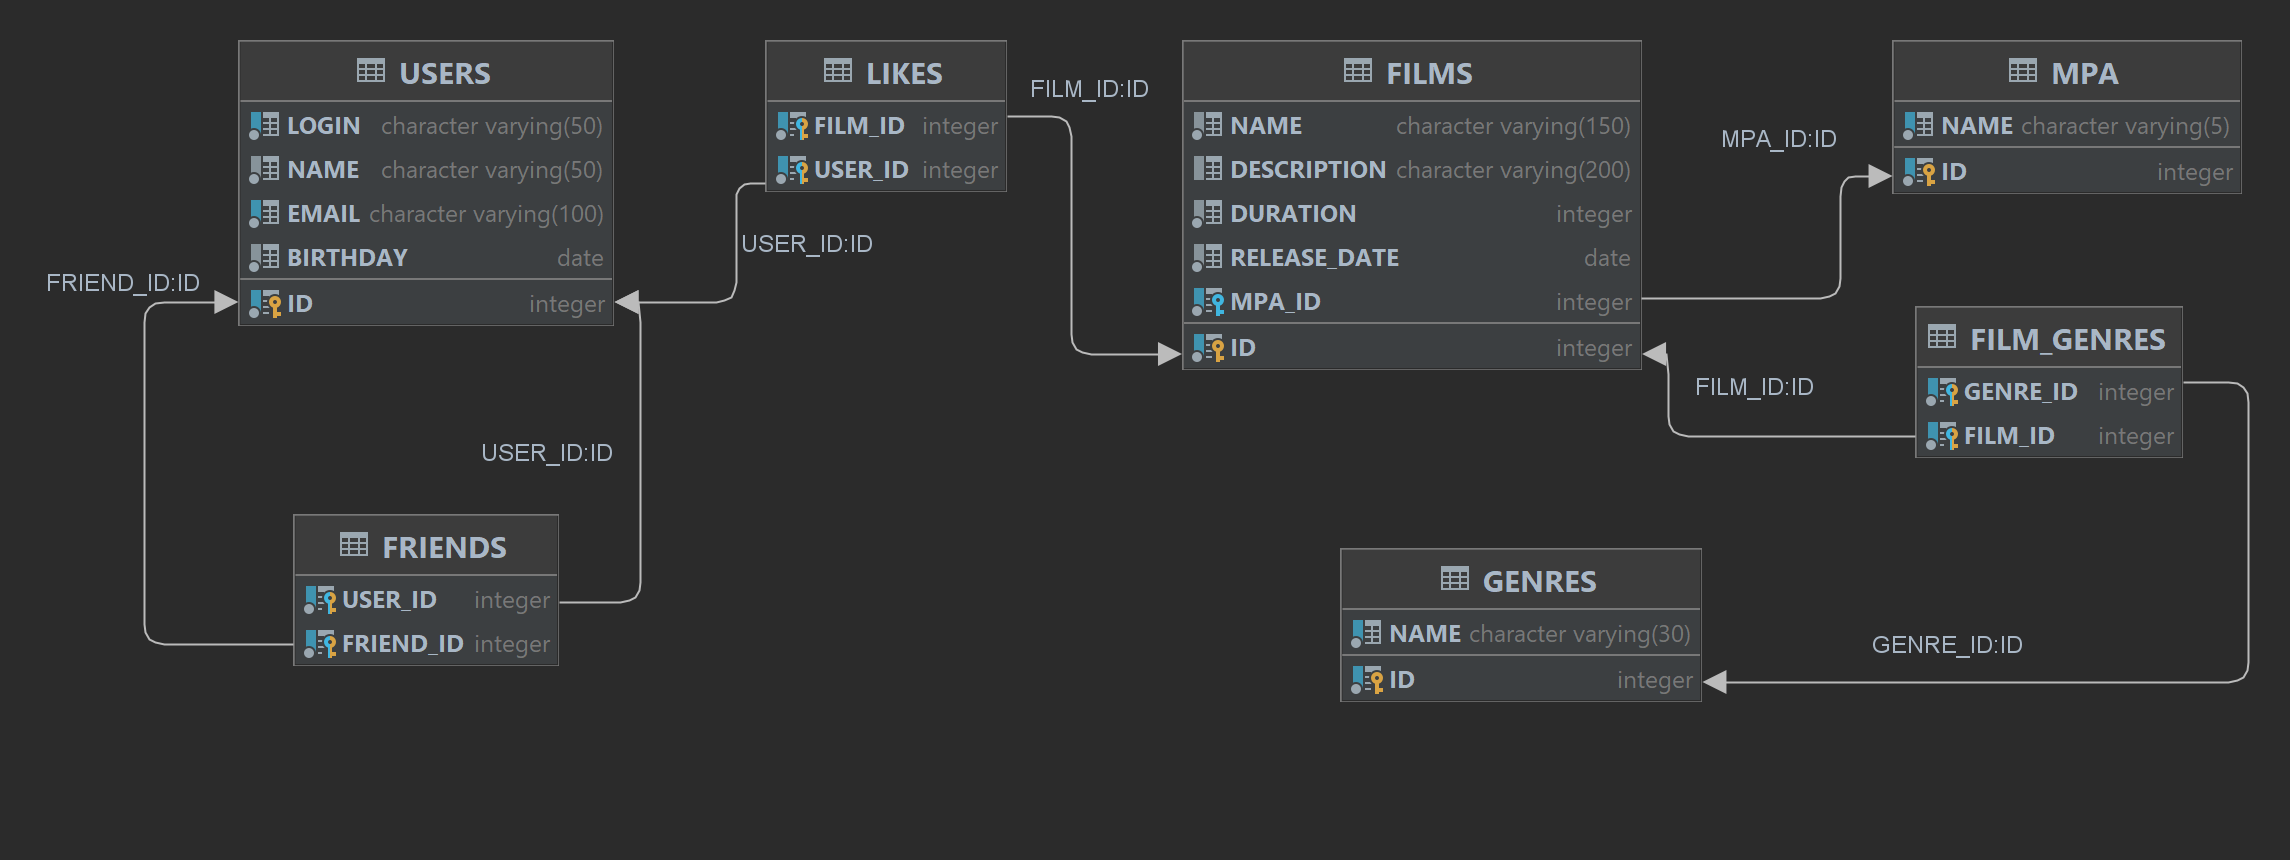 USERS
LOGIN character varying(50)
NAME character varying(50)
EMAIL character varying(100)
BIRTHDAY date
ID integer
LIKES
FILM_ID integer
USER_ID integer
FILM_ID:ID
FILMS
NAME character varying(150)
DESCRIPTION character varying(200)
DURATION integer
RELEASE_DATE date
MPA_ID integer
ID integer
MPA_ID:ID
MPA
NAME character varying(5)
ID integer
USER_ID:ID
FRIEND_ID:ID
FILM_GENRES
GENRE_ID integer
FILM_ID integer
FILM_ID:ID
USER_ID:ID
FRIENDS
USER_ID integer
FRIEND_ID integer
GENRES
NAME character varying(30)
ID integer
GENRE_ID:ID